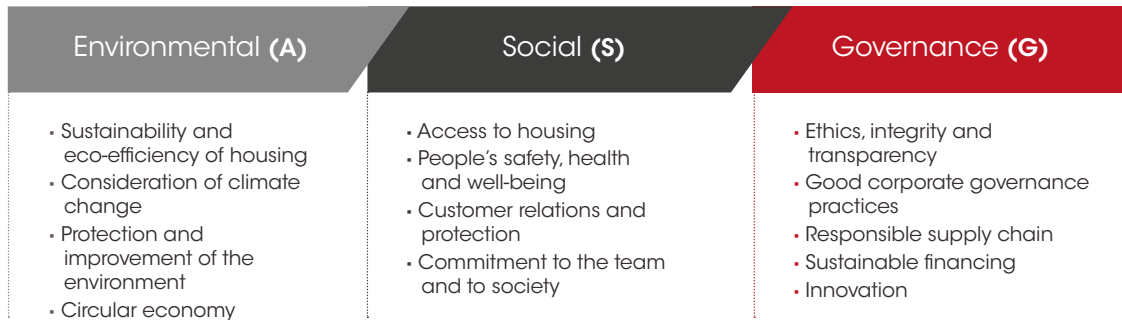 Environmental (A)
▪ Sustainability and
eco-efficiency of housing
▪ Consideration of climate
change
▪ Protection and
improvement of the
environment
▪ Circular economy
Social (S)
▪ Access to housing
▪ People's safety, health
and well-being
▪ Customer relations and
protection
▪ Commitment to the team
and to society
Governance (G)
▪ Ethics, integrity and
transparency
▪ Good corporate governance
practices
▪ Responsible supply chain
▪ Sustainable financing
▪ Innovation